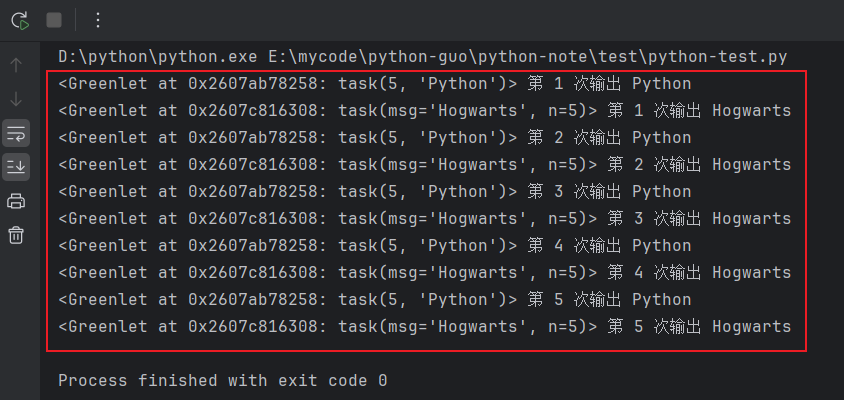 D:\python\python.exe E:\mycode\python-guo\python-note\test\python-test.py
<Greenlet at 0x2607ab78258: task(5, 'Python')> 第 1 次输出 Python
<Greenlet at 0x2607c816308: task(msg='Hogwarts', n=5)> 第 1 次输出 Hogwarts
<Greenlet at 0x2607ab78258: task(5, 'Python')> 第 2 次输出 Python
<Greenlet at 0x2607c816308: task(msg='Hogwarts', n=5)> 第 2 次输出 Hogwarts
<Greenlet at 0x2607ab78258: task(5, 'Python')> 第 3 次输出 Python
<Greenlet at 0x2607c816308: task(msg='Hogwarts', n=5)> 第 3 次输出 Hogwarts
<Greenlet at 0x2607ab78258: task(5, 'Python')> 第 4 次输出 Python
<Greenlet at 0x2607c816308: task(msg='Hogwarts', n=5)> 第 4 次输出 Hogwarts
<Greenlet at 0x2607ab78258: task(5, 'Python')> 第 5 次输出 Python
<Greenlet at 0x2607c816308: task(msg='Hogwarts', n=5)> 第 5 次输出 Hogwarts
Process finished with exit code 0